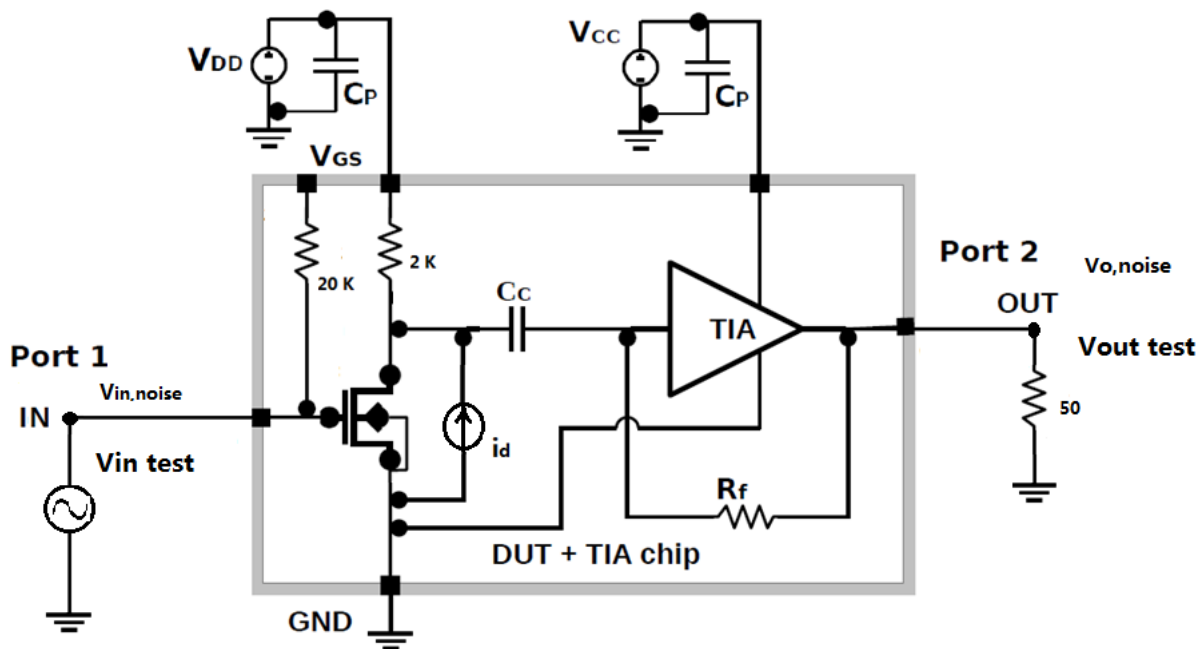 VDD
CP
VCC
CP
VGS
20 K
2 K
Cc
TIA
Port 2
Vo,noise
OUT
Vout test
50
Port 1
Vin,noise
IN
Vin test
id
Rf
DUT + TIA chip
GND